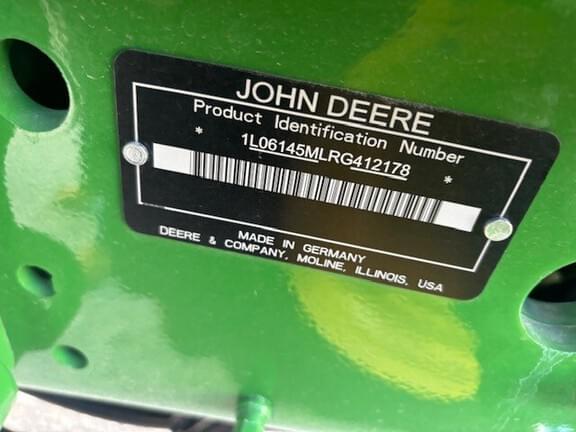 JOHN DEERE
Product Identification Number
* 1L06145MLRG412178 *
MADE IN GERMANY
DEERE & COMPANY, MOLINE, ILLINOIS, USA